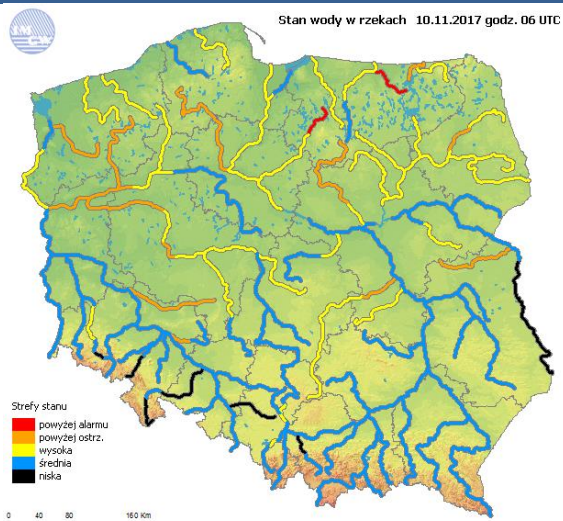 Stan wody w rzekach 10.11.2017 godz. 06 UTC
Strefy stanu
powyżej alarmu
powyżej ostrz.
wysoka
średnia
niska
0 40 80 160 Km